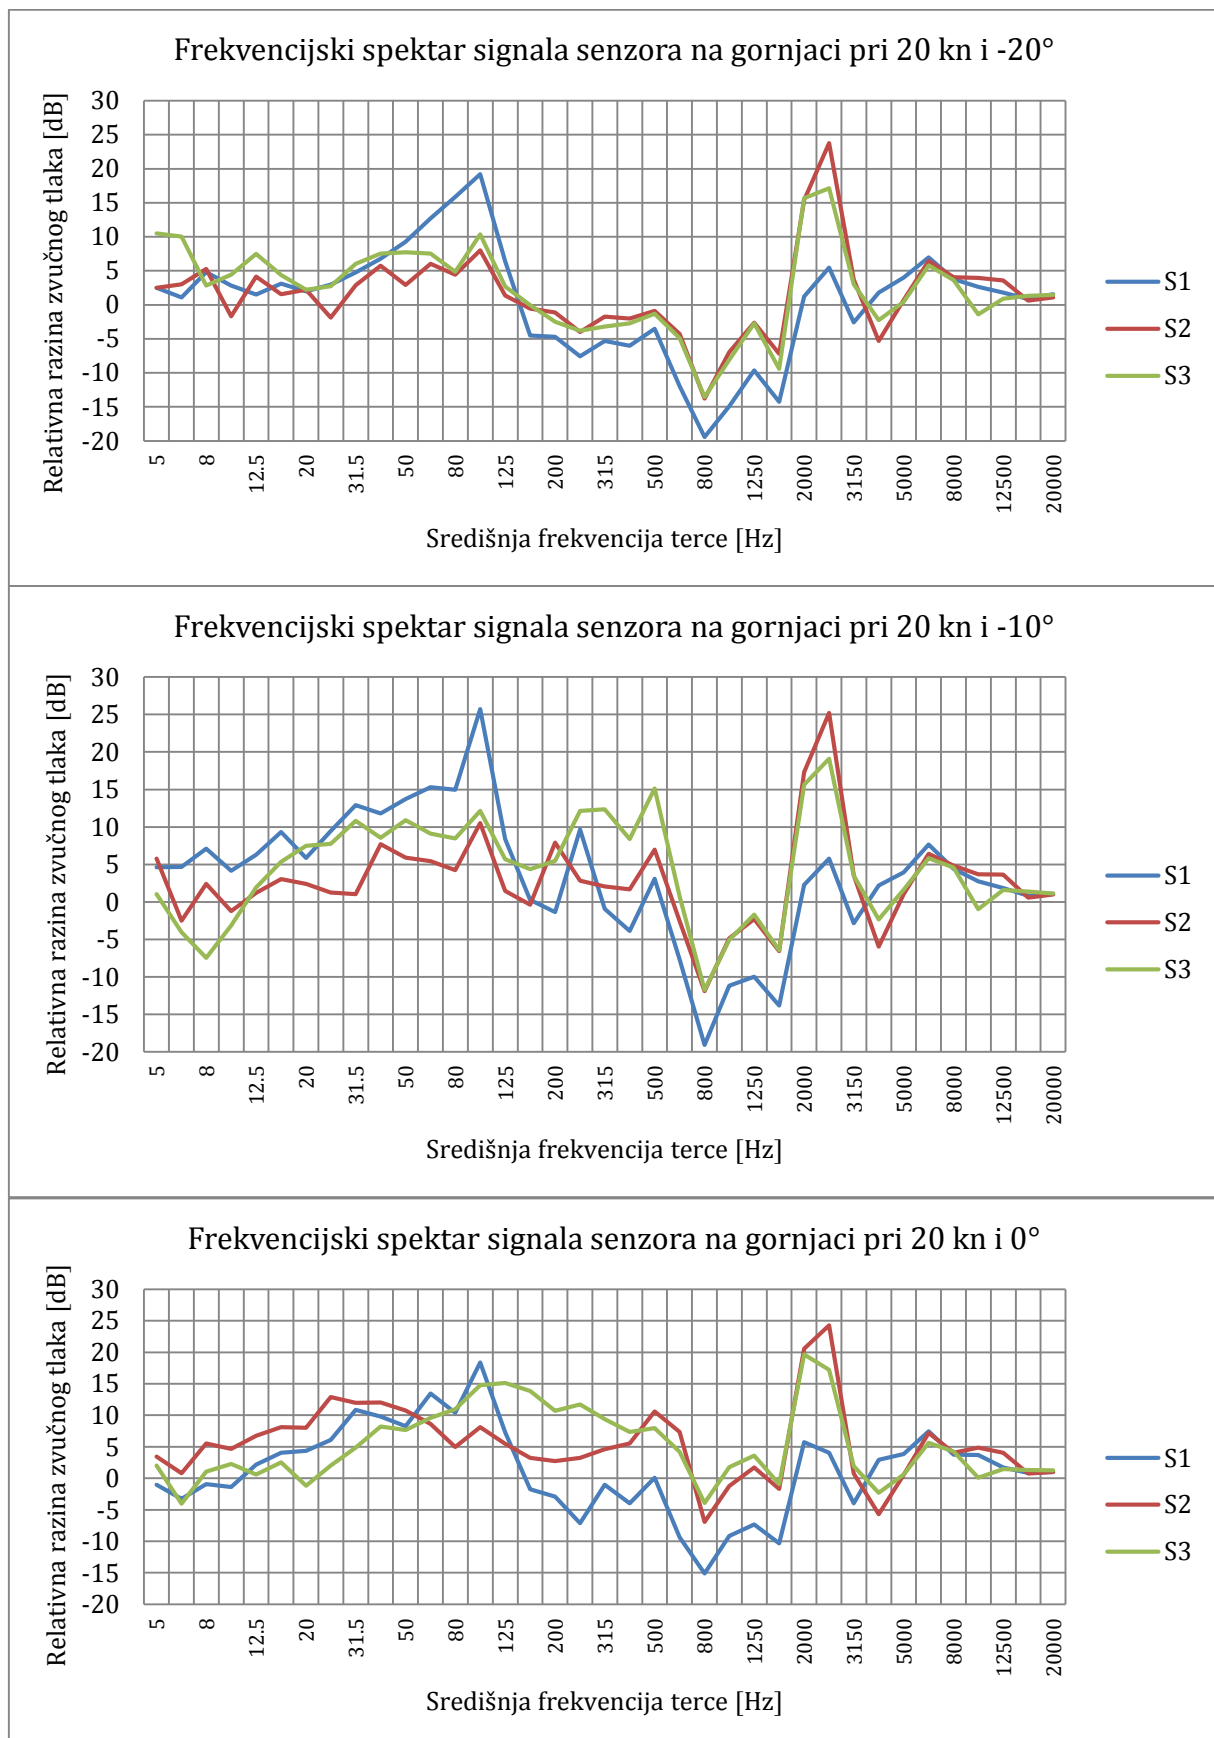 Frekvencijski spektar signala senzora na gornjaci pri 20 kn i -20°
Relativna razina zvučnog tlaka [dB]
30
25
20
15
10
5
0
-5
-10
-15
-20
5 8 12.5 20 31.5 50 80 125 200 315 500 800 1250 2000 3150 5000 8000 12500 20000
Središnja frekvencija terce [Hz]
S1
S2
S3
Frekvencijski spektar signala senzora na gornjaci pri 20 kn i -10°
Relativna razina zvučnog tlaka [dB]
30
25
20
15
10
5
0
-5
-10
-15
-20
5 8 12.5 20 31.5 50 80 125 200 315 500 800 1250 2000 3150 5000 8000 12500 20000
Središnja frekvencija terce [Hz]
S1
S2
S3
Frekvencijski spektar signala senzora na gornjaci pri 20 kn i 0°
Relativna razina zvučnog tlaka [dB]
30
25
20
15
10
5
0
-5
-10
-15
-20
5 8 12.5 20 31.5 50 80 125 200 315 500 800 1250 2000 3150 5000 8000 12500 20000
Središnja frekvencija terce [Hz]
S1
S2
S3